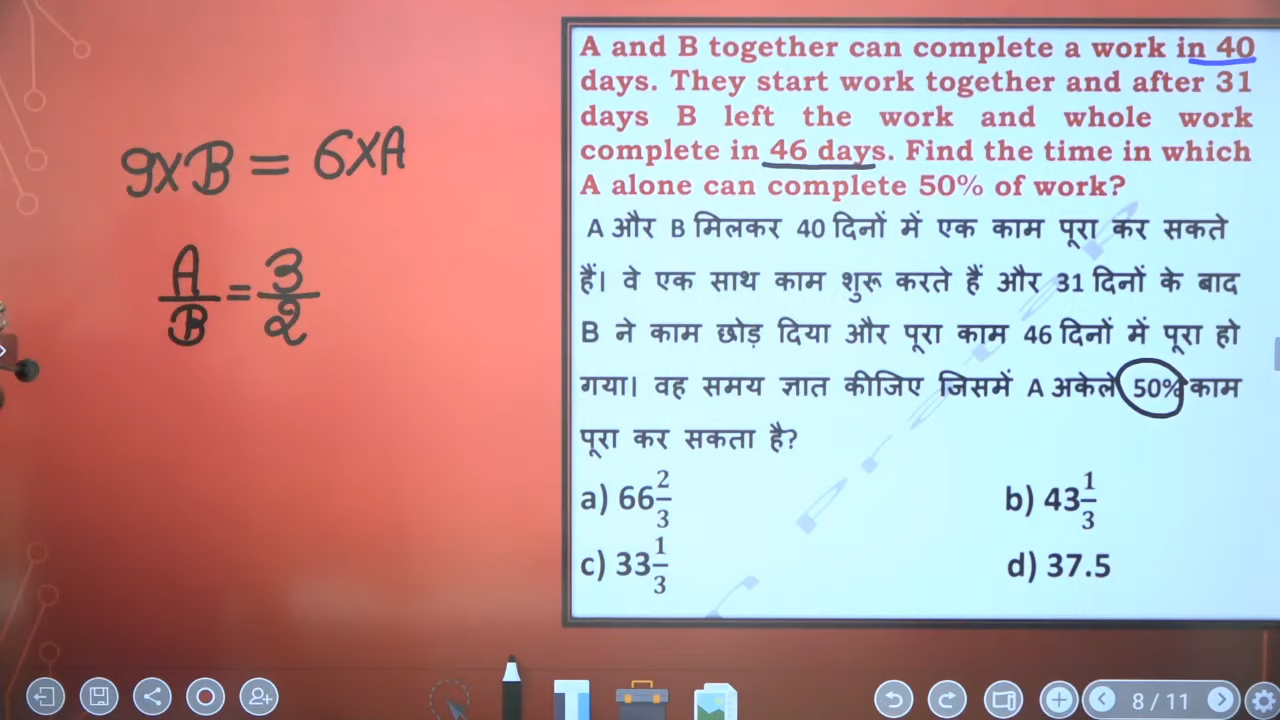 9×B = 6×A
A/B = 3/2
A and B together can complete a work in 40
days. They start work together and after 31
days B left the work and whole work
complete in 46 days. Find the time in which
A alone can complete 50% of work?
A और B मिलकर 40 दिनों में एक काम पूरा कर सकते
हैं। वे एक साथ काम शुरू करते हैं और 31 दिनों के बाद
B ने काम छोड़ दिया और पूरा काम 46 दिनों में पूरा हो
गया। वह समय ज्ञात कीजिए जिसमें A अकेले 50% काम
पूरा कर सकता है?
a) 66 2/3 b) 43 1/3
c) 33 1/3 d) 37.5
8 / 11